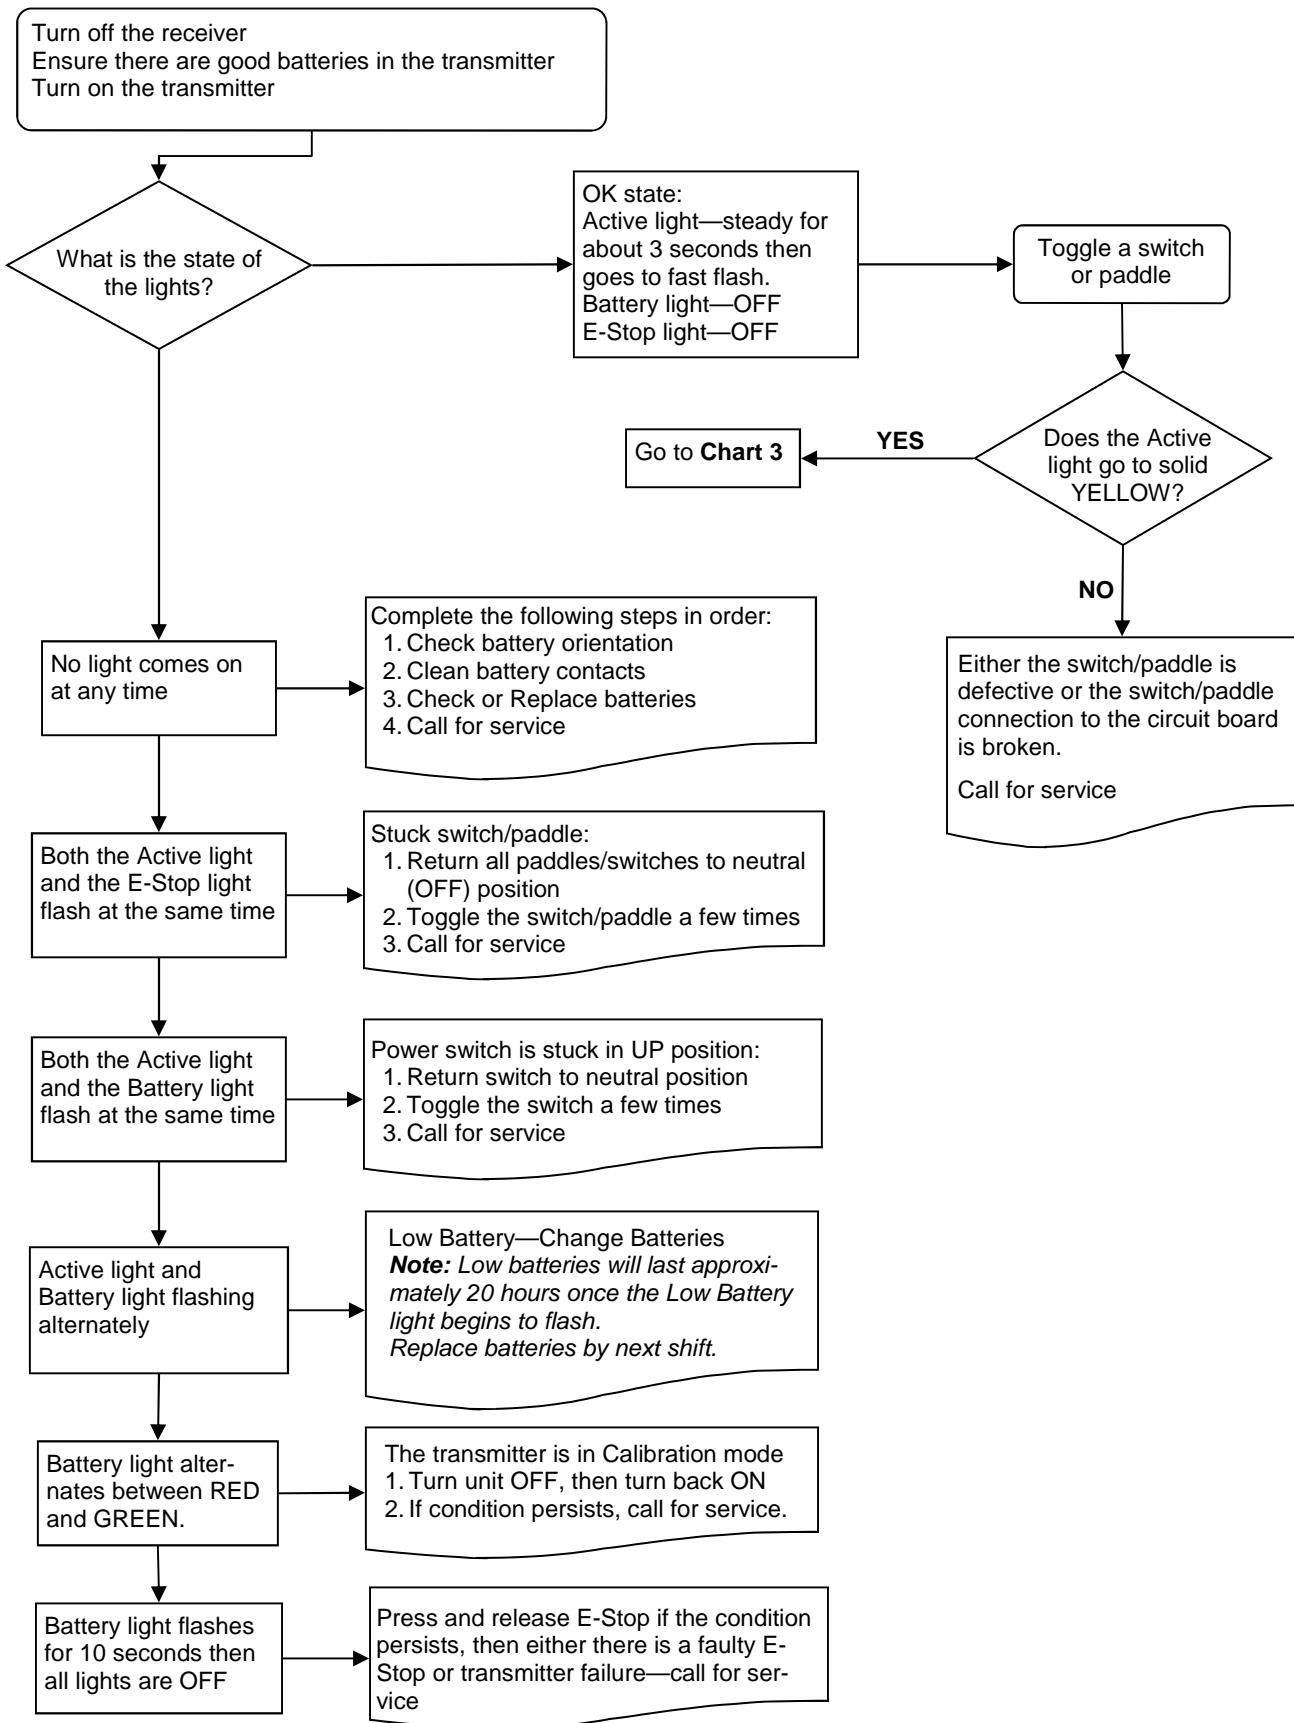 Turn off the receiver
Ensure there are good batteries in the transmitter
Turn on the transmitter
What is the state of
the lights?
OK state:
Active light—steady for
about 3 seconds then
goes to fast flash.
Battery light—OFF
E-Stop light—OFF
Toggle a switch
or paddle
Does the Active
light go to solid
YELLOW?
YES
Go to Chart 3
NO
Either the switch/paddle is
defective or the switch/paddle
connection to the circuit board
is broken.
Call for service
No light comes on
at any time
Complete the following steps in order:
1. Check battery orientation
2. Clean battery contacts
3. Check or Replace batteries
4. Call for service
Both the Active light
and the E-Stop light
flash at the same time
Stuck switch/paddle:
1. Return all paddles/switches to neutral
(OFF) position
2. Toggle the switch/paddle a few times
3. Call for service
Both the Active light
and the Battery light
flash at the same time
Power switch is stuck in UP position:
1. Return switch to neutral position
2. Toggle the switch a few times
3. Call for service
Active light and
Battery light flashing
alternately
Low Battery—Change Batteries
Note: Low batteries will last approxi-
mately 20 hours once the Low Battery
light begins to flash.
Replace batteries by next shift.
Battery light alter-
nates between RED
and GREEN.
The transmitter is in Calibration mode
1. Turn unit OFF, then turn back ON
2. If condition persists, call for service.
Battery light flashes
for 10 seconds then
all lights are OFF
Press and release E-Stop if the condition
persists, then either there is a faulty E-
Stop or transmitter failure—call for ser-
vice